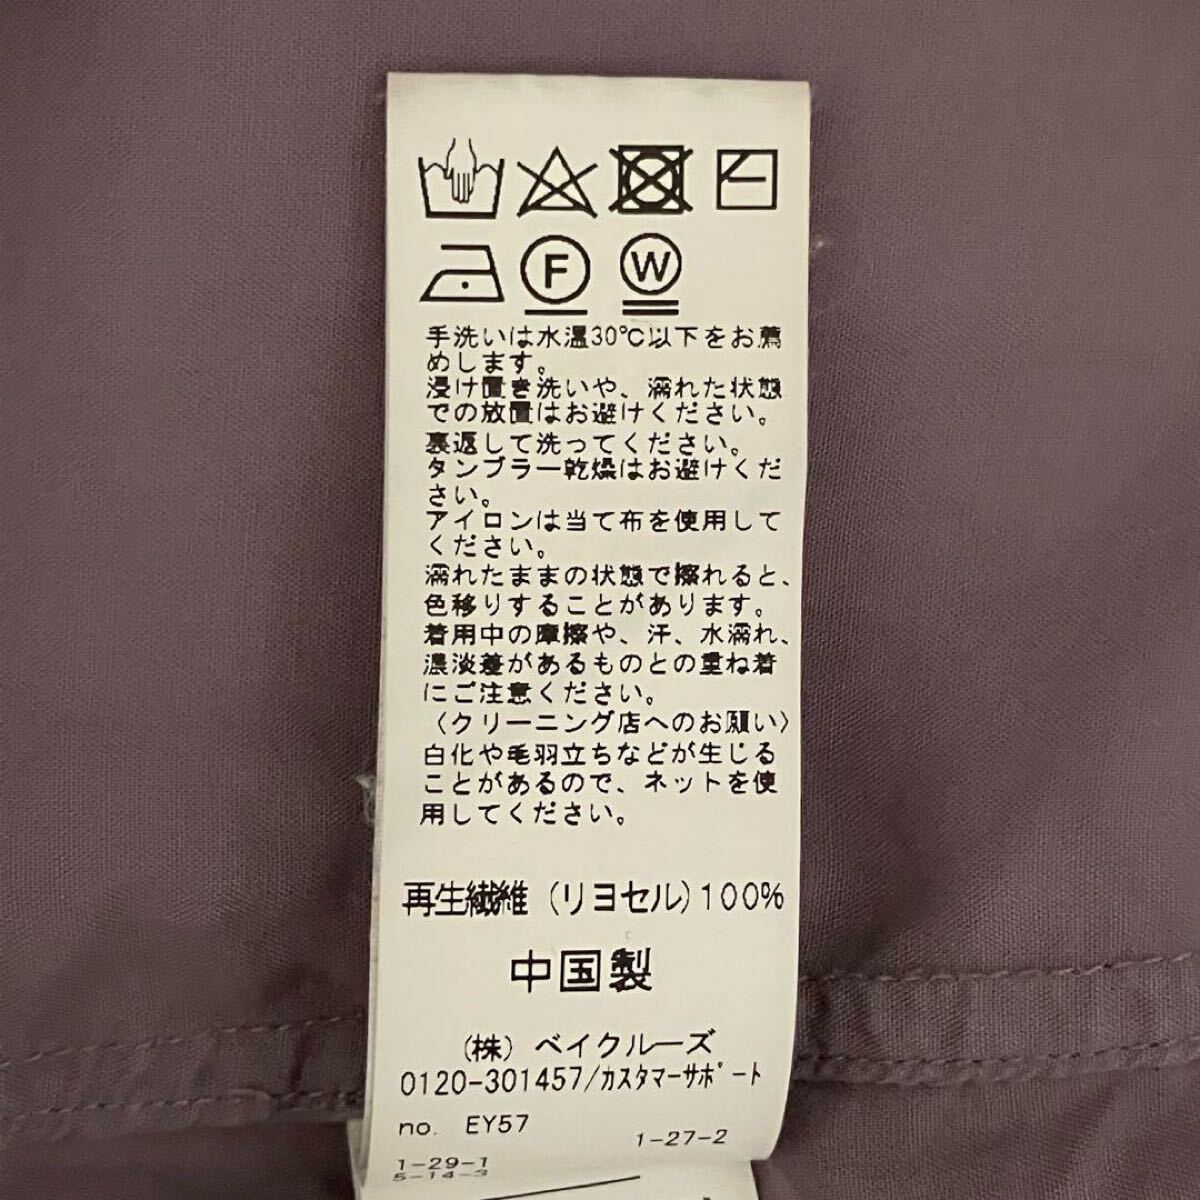 F
W
手洗いは水温30℃以下をお薦
めします。
浸け置き洗いや、濡れた状態
での放置はお避けください。
裏返して洗ってください。
タンブラー乾燥はお避けくだ
さい。
アイロンは当て布を使用して
ください。
濡れたままの状態で擦れると、
色移りすることがあります。
着用中の摩擦や、汗、水濡れ、
濃淡差があるものとの重ね着
にご注意ください。
〈クリーニング店へのお願い〉
白化や毛羽立ちなどが生じる
ことがあるので、ネットを使
用してください。
再生繊維 (リヨセル) 100%
中国製
(株) ベイクルーズ
0120-301457/カスタマーサポート
no. EY57
1-27-2
1-29-1
5-14-3